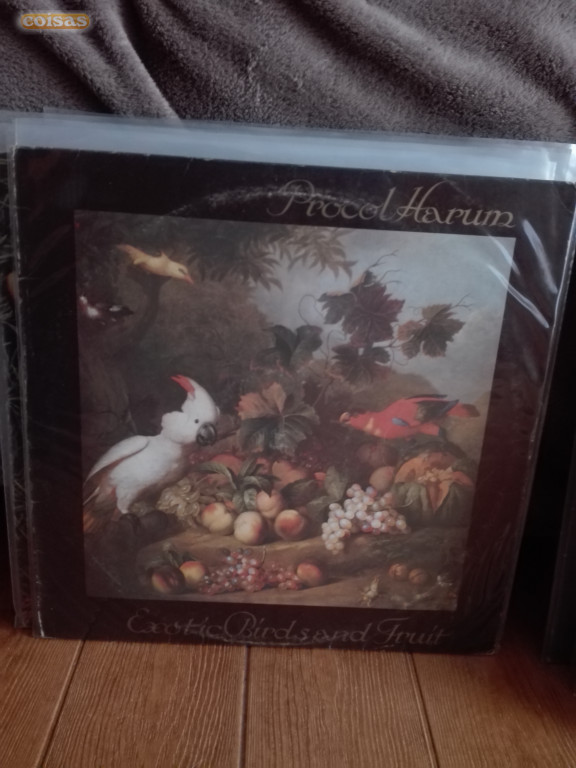 coisas
Procol Harum
Exotic Birds and Fruit